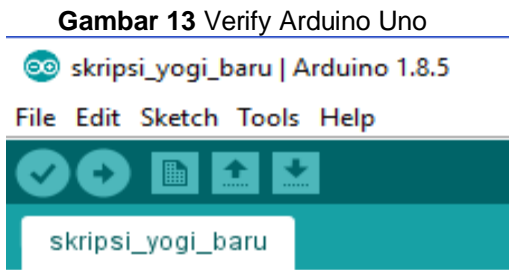 Gambar 13 Verify Arduino Uno
skripsi_yogi_baru | Arduino 1.8.5
File Edit Sketch Tools Help
skripsi_yogi_baru